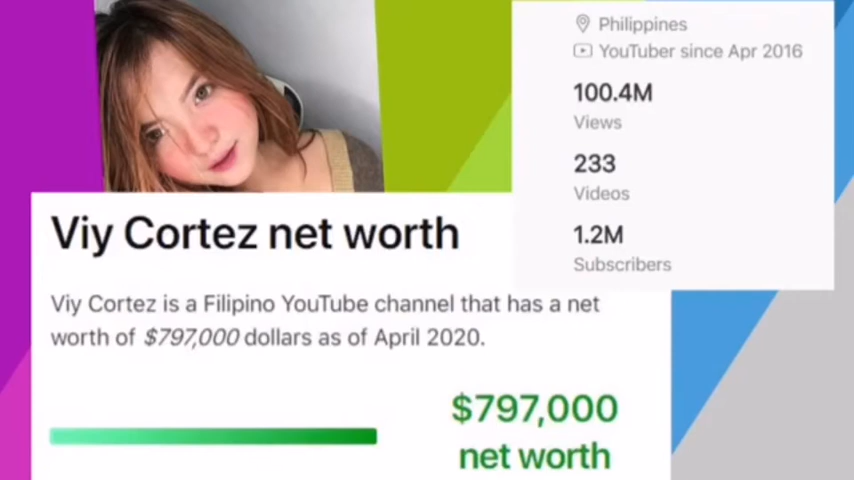 Philippines
YouTuber since Apr 2016
100.4M
Views
233
Videos
1.2M
Subscribers
Viy Cortez net worth
Viy Cortez is a Filipino YouTube channel that has a net
worth of $797,000 dollars as of April 2020.
$797,000
net worth